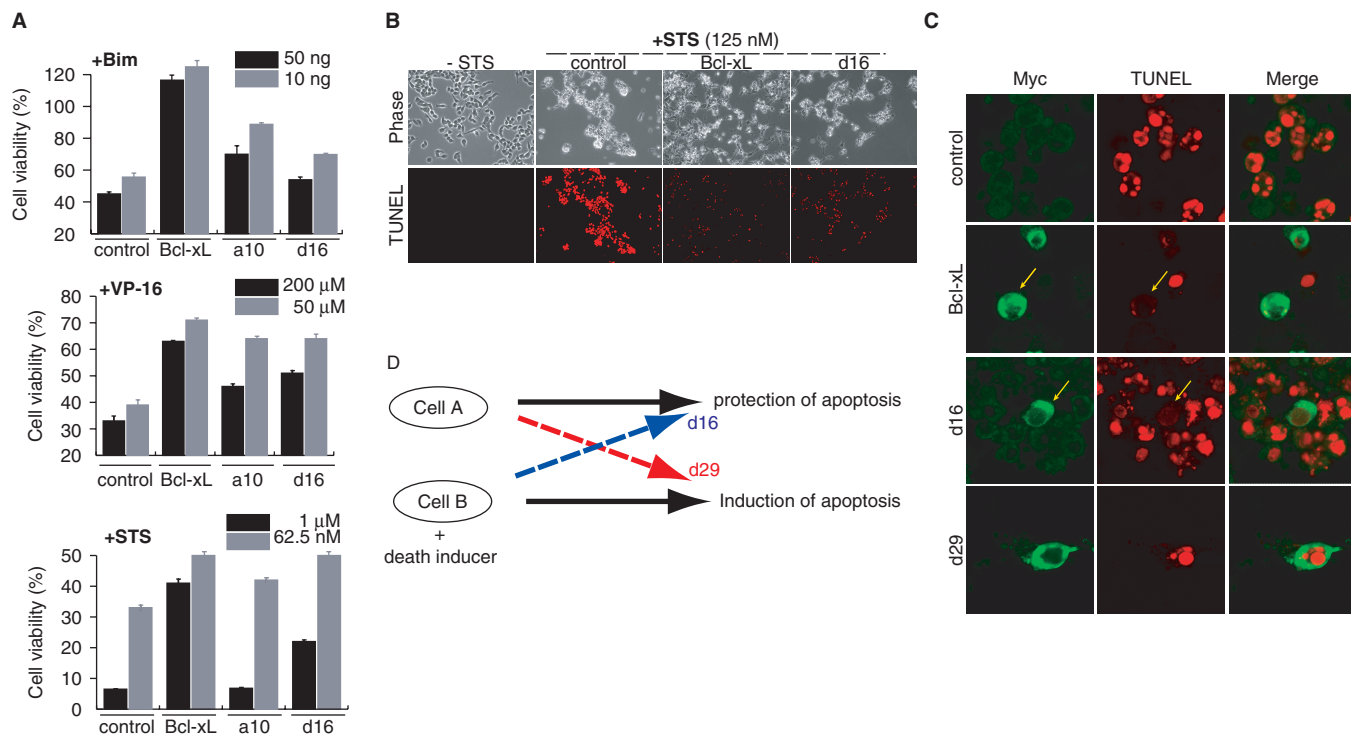 A
+Bim
50 ng
10 ng
Cell viability (%)
120
100
80
60
40
20
control Bcl-xL a10 d16
+VP-16
200 µM
50 µM
Cell viability (%)
80
70
60
50
40
30
20
control Bcl-xL a10 d16
+STS
1 µM
62.5 nM
Cell viability (%)
50
40
30
20
10
0
control Bcl-xL a10 d16
B
+STS (125 nM)
- STS control Bcl-xL d16
Phase
TUNEL
D
Cell A
protection of apoptosis
d16
d29
Cell B
Induction of apoptosis
+
death inducer
C
Myc TUNEL Merge
control
Bcl-xL
d16
d29